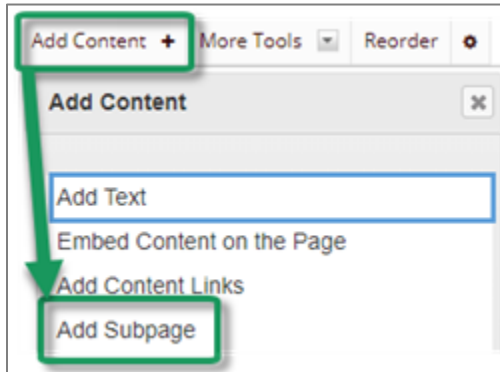 Add Content + More Tools Reorder
Add Content
Add Text
Embed Content on the Page
Add Content Links
Add Subpage